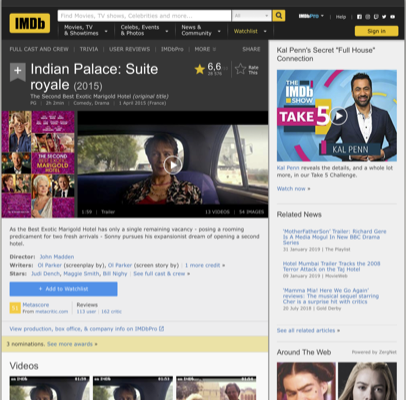 IMDb
Find Movies, TV shows, Celebrities and more...
All
IMDbPro
Help
Movies, TV & Showtimes
Celebs, Events & Photos
News & Community
Watchlist
Sign in
FULL CAST AND CREW | TRIVIA | USER REVIEWS | IMDbPro | MORE
SHARE
Indian Palace: Suite
royale (2015)
6,6
Rate
This
The Second Best Exotic Marigold Hotel (original title)
PG | 2h 2min | Comedy, Drama | 1 April 2015 (France)
THE SECOND
BEST
MARIGOLD
HOTEL
1:59 | Trailer
13 VIDEOS | 54 IMAGES
As the Best Exotic Marigold Hotel has only a single remaining vacancy - posing a rooming
predicament for two fresh arrivals - Sonny pursues his expansionist dream of opening a second
hotel.
Director: John Madden
Writers: Ol Parker (screenplay by), Ol Parker (screen story by) | 1 more credit »
Stars: Judi Dench, Maggie Smith, Bill Nighy | See full cast & crew »
+ Add to Watchlist
Metascore
From metacritic.com
Reviews
113 user | 162 critic
View production, box office, & company info on IMDbPro
3 nominations. See more awards »
Videos
Kal Penn's Secret "Full House"
Connection
THE
IMDb
SHOW
TAKE 5
KAL PENN
Kal Penn reveals the details, and a whole lot
more, in our Take 5 Challenge.
Watch now »
Related News
'MotherFatherSon' Trailer: Richard Gere
Is A Media Mogul In New BBC Drama
Series
31 January 2019 | The Playlist
Hotel Mumbai Trailer Tracks the 2008
Terror Attack on the Taj Hotel
09 January 2019 | MovieWeb
'Mamma Mia! Here We Go Again'
reviews: The musical sequel starring
Cher is a surprise hit with critics
20 July 2018 | Gold Derby
See all related articles »
Around The Web
Powered by ZergNet